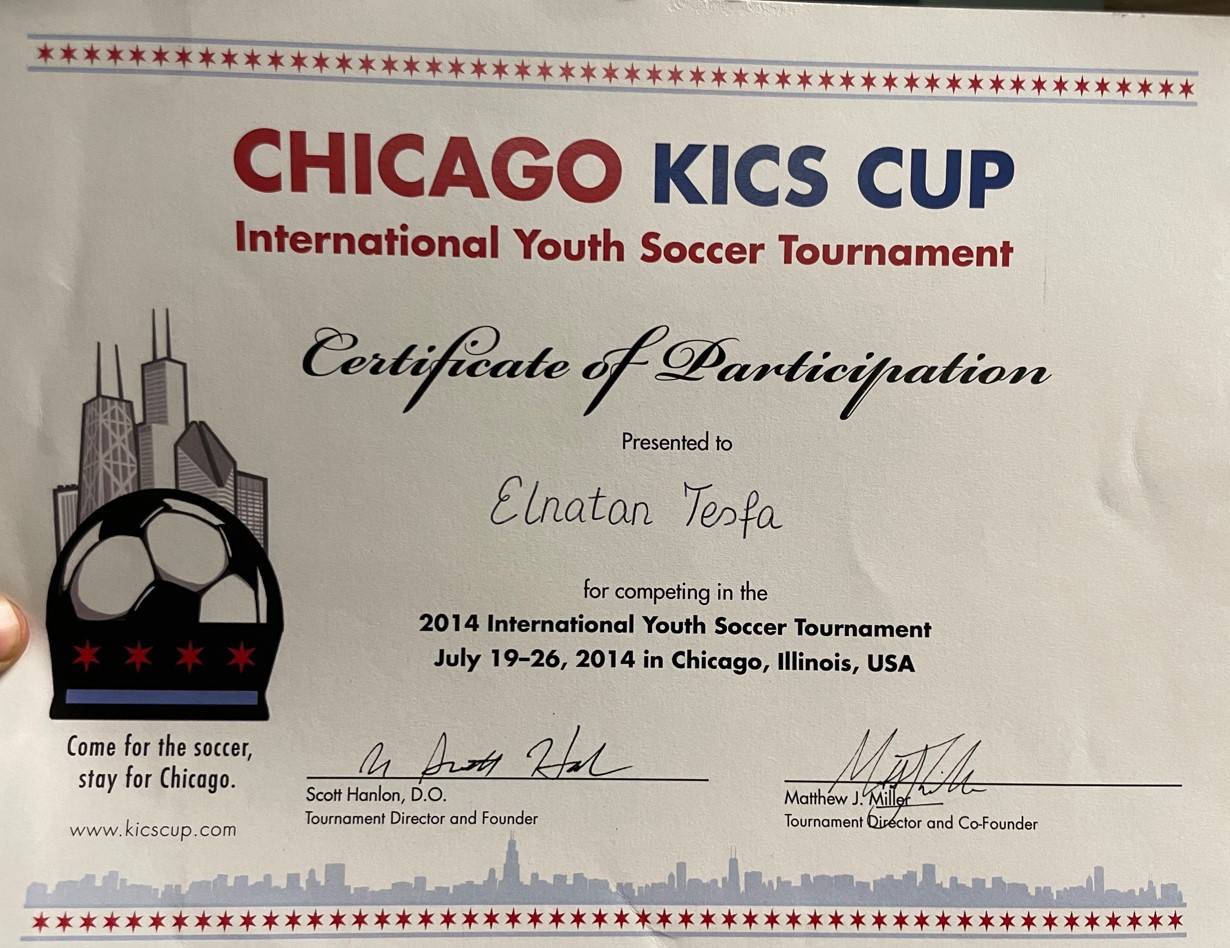 CHICAGO KICS CUP
International Youth Soccer Tournament
Certificate of Participation
Presented to
Elnatan Tesfa
for competing in the
2014 International Youth Soccer Tournament
July 19–26, 2014 in Chicago, Illinois, USA
Come for the soccer,
stay for Chicago.
www.kicscup.com
Scott Hanlon, D.O.
Tournament Director and Founder
Matthew J. Miller
Tournament Director and Co-Founder